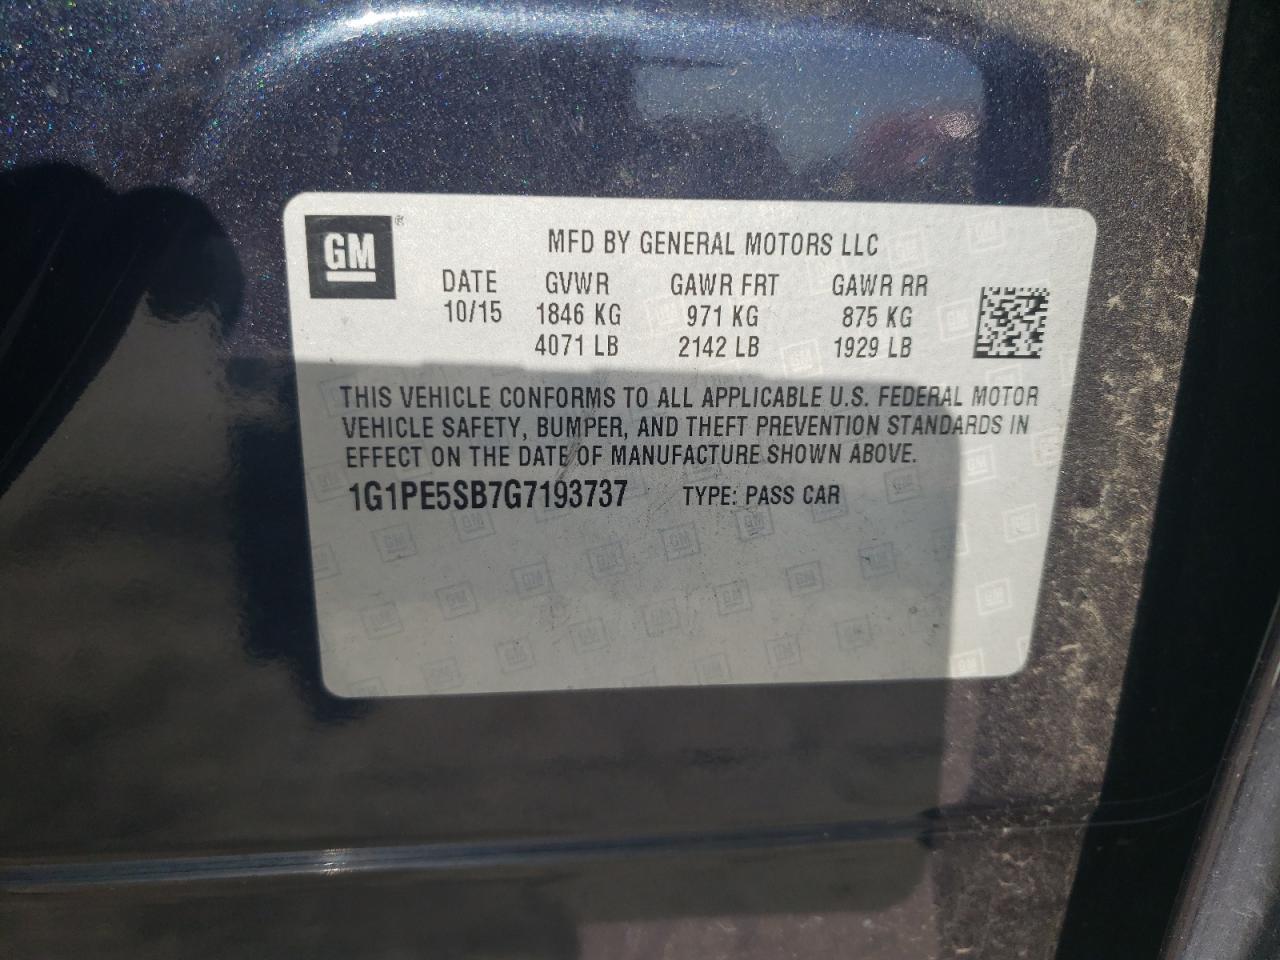 GM ®
MFD BY GENERAL MOTORS LLC
DATE GVWR GAWR FRT GAWR RR
10/15 1846 KG 971 KG 875 KG
4071 LB 2142 LB 1929 LB
THIS VEHICLE CONFORMS TO ALL APPLICABLE U.S. FEDERAL MOTOR
VEHICLE SAFETY, BUMPER, AND THEFT PREVENTION STANDARDS IN
EFFECT ON THE DATE OF MANUFACTURE SHOWN ABOVE.
1G1PE5SB7G7193737 TYPE: PASS CAR